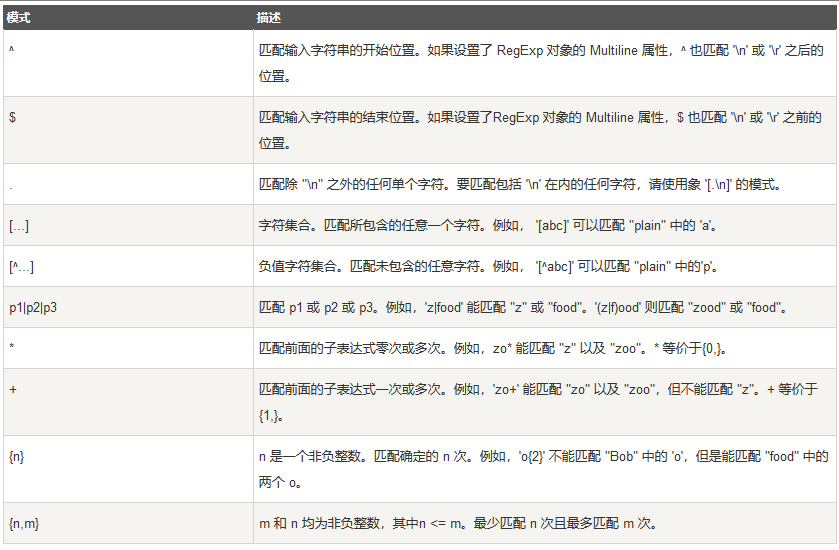 模式 描述
^ 匹配输入字符串的开始位置。如果设置了 RegExp 对象的 Multiline 属性，^ 也匹配 '\n' 或 '\r' 之后的
位置。
$ 匹配输入字符串的结束位置。如果设置了RegExp 对象的 Multiline 属性，$ 也匹配 '\n' 或 '\r' 之前的
位置。
. 匹配除 "\n" 之外的任何单个字符。要匹配包括 '\n' 在内的任何字符，请使用象 '[.\n]' 的模式。
[...] 字符集合。匹配所包含的任意一个字符。例如， '[abc]' 可以匹配 "plain" 中的 'a'。
[^...] 负值字符集合。匹配未包含的任意字符。例如， '[^abc]' 可以匹配 "plain" 中的'p'。
p1|p2|p3 匹配 p1 或 p2 或 p3。例如，'z|food' 能匹配 "z" 或 "food"。'(z|f)ood' 则匹配 "zood" 或 "food"。
* 匹配前面的子表达式零次或多次。例如，zo* 能匹配 "z" 以及 "zoo"。* 等价于{0,}。
+ 匹配前面的子表达式一次或多次。例如，'zo+' 能匹配 "zo" 以及 "zoo"，但不能匹配 "z"。+ 等价于
{1,}。
{n} n 是一个非负整数。匹配确定的 n 次。例如，'o{2}' 不能匹配 "Bob" 中的 'o'，但是能匹配 "food" 中的
两个 o。
{n,m} m 和 n 均为非负整数，其中n <= m。最少匹配 n 次且最多匹配 m 次。